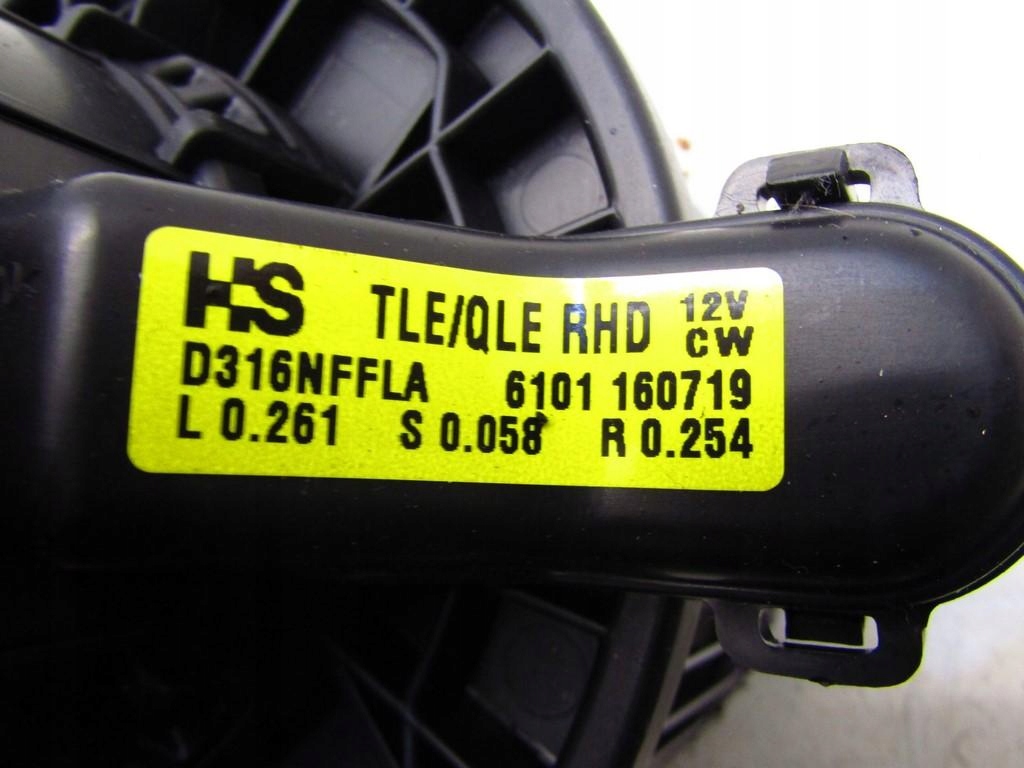 HS TLE/QLE RHD 12V CW
D316NFFLA 6101 160719
L 0.261 S 0.058 R 0.254